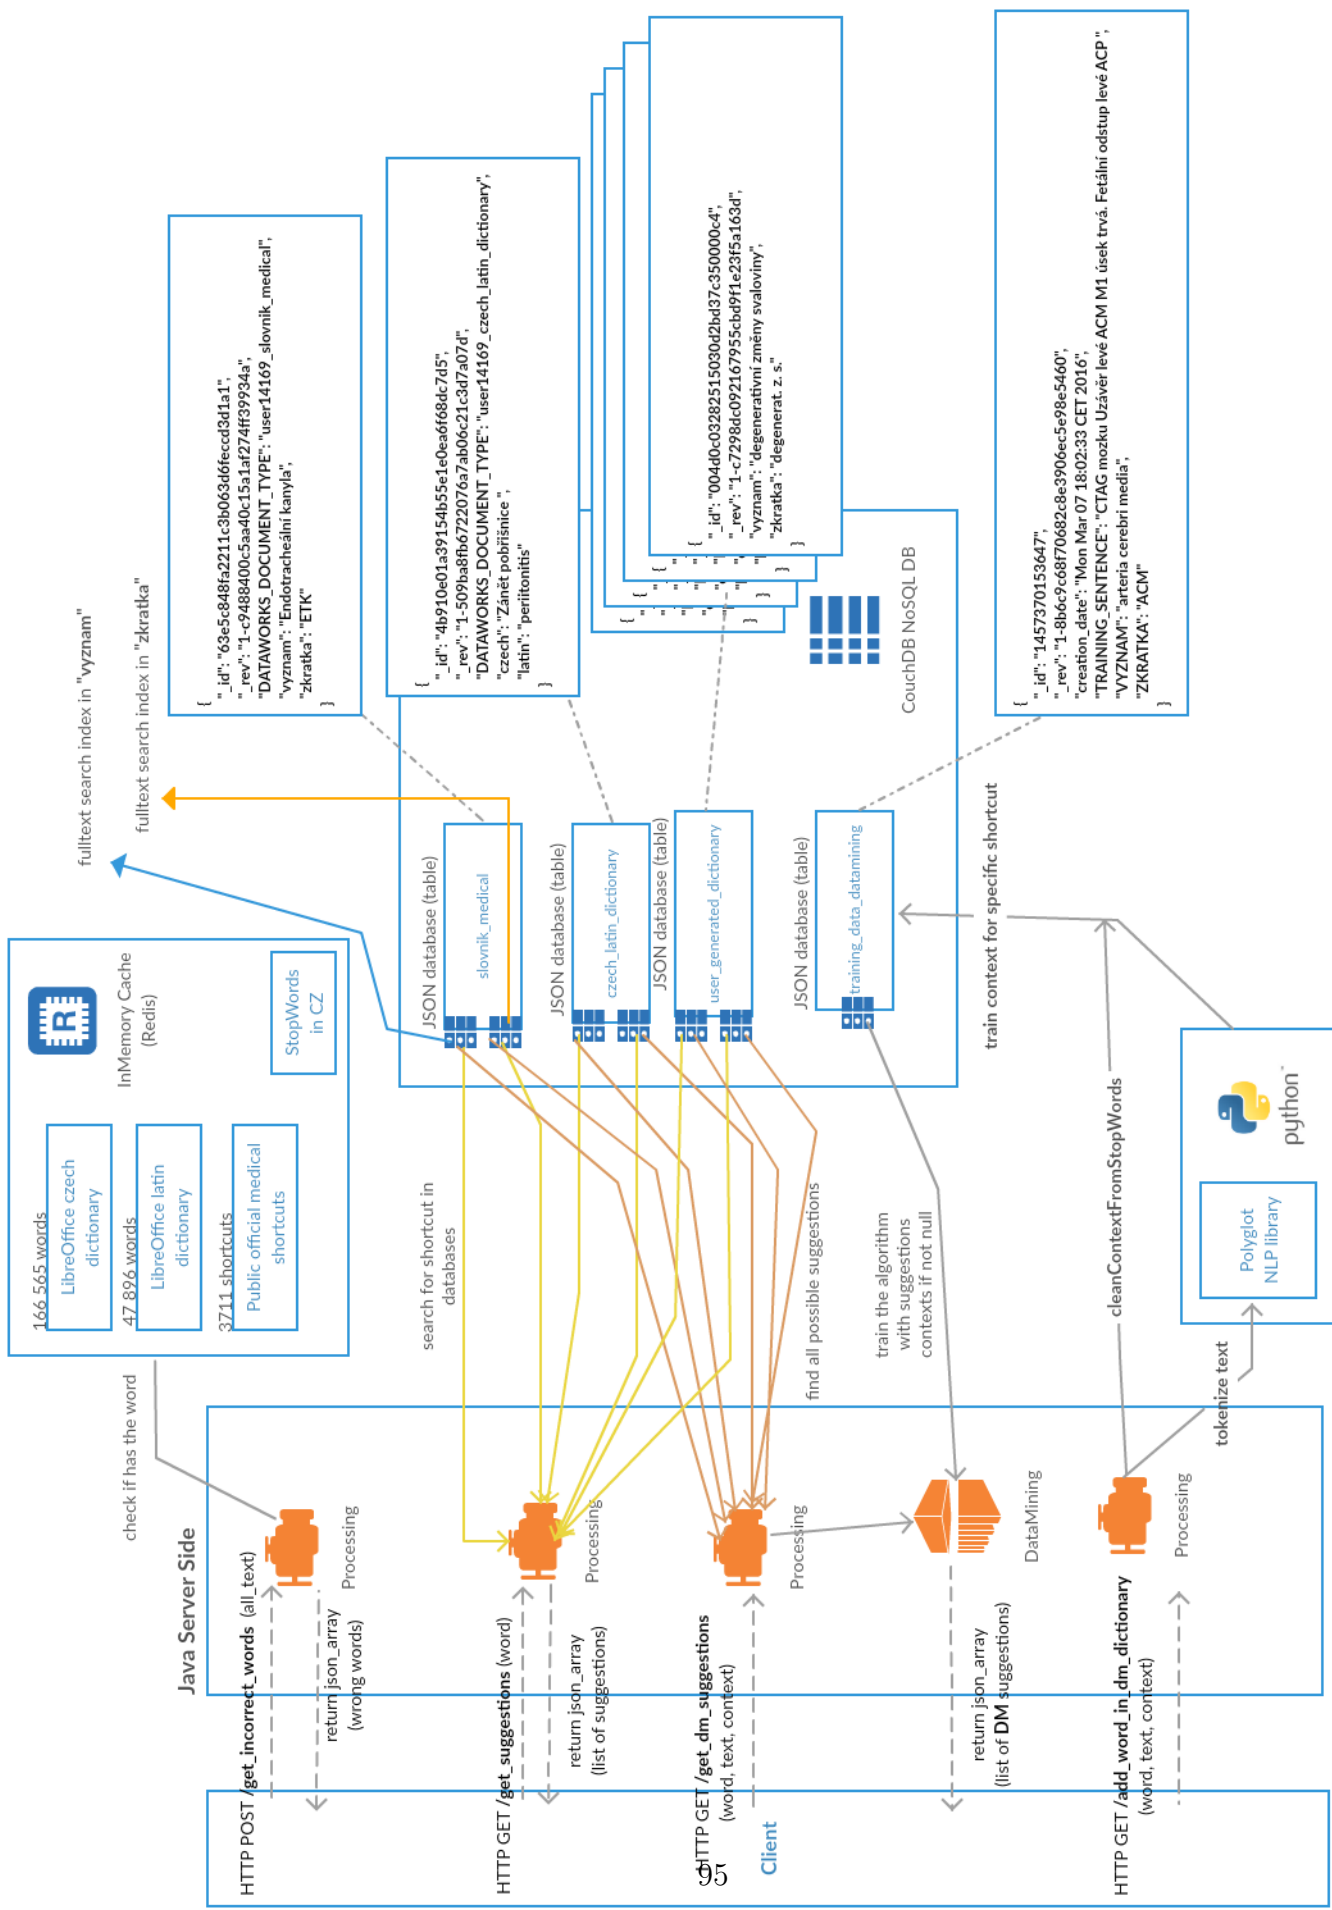 fulltext search index in "vyznam"
fulltext search index in "zkratka"
{
"_id": "63e5c848fa2211c3b063d6feccd3d1a1",
"_rev": "1-c9488400c5aa40c15a1af274ff39934a",
"DATAWORKS_DOCUMENT_TYPE": "user14169_slovnik_medical",
"vyznam": "Endotracheální kanyla",
"zkratka": "ETK"
}
{
"_id": "4b910e01a39154b55e1e0ea6f68dc7d5",
"_rev": "1-509ba8fb6722076a7ab06c21c3d7a07d",
"DATAWORKS_DOCUMENT_TYPE": "user14169_czech_latin_dictionary",
"czech": "Zánět pobřišnice ",
"latin": "periitonitis"
}
{
"_id": "004d0c03282515030d2bd37c350000c4",
"_rev": "1-c7298dc092167955cbd9f1e23f5a163d",
"vyznam": "degenerativní změny svaloviny",
"zkratka": "degenerat. z. s."
}
CouchDB NoSQL DB
{
"_id": "1457370153647",
"_rev": "1-8b6c9c68f70682c8e3906ec5e98e5460",
"creation_date": "Mon Mar 07 18:02:33 CET 2016",
"TRAINING_SENTENCE": "CTAG mozku Uzávěr levé ACM M1 úsek trvá. Fetální odstup levé ACP ",
"VYZNAM": "arteria cerebri media",
"ZKRATKA": "ACM"
}
InMemory Cache
(Redis)
StopWords
in CZ
166 565 words
LibreOffice czech
dictionary
47 896 words
LibreOffice latin
dictionary
3711 shortcuts
Public official medical
shortcuts
JSON database (table)
slovnik_medical
JSON database (table)
czech_latin_dictionary
JSON database (table)
user_generated_dictionary
JSON database (table)
training_data_datamining
train context for specific shortcut
cleanContextFromStopWords
python
Polyglot
NLP library
tokenize text
check if has the word
search for shortcut in
databases
find all possible suggestions
train the algorithm
with suggestions
contexts if not null
Java Server Side
Processing
Processing
Processing
DataMining
Processing
HTTP POST /get_incorrect_words (all_text)
return json_array
(wrong words)
HTTP GET /get_suggestions (word)
return json_array
(list of suggestions)
HTTP GET /get_dm_suggestions
(word, text, context)
return json_array
(list of DM suggestions)
HTTP GET /add_word_in_dm_dictionary
(word, text, context)
Client
95